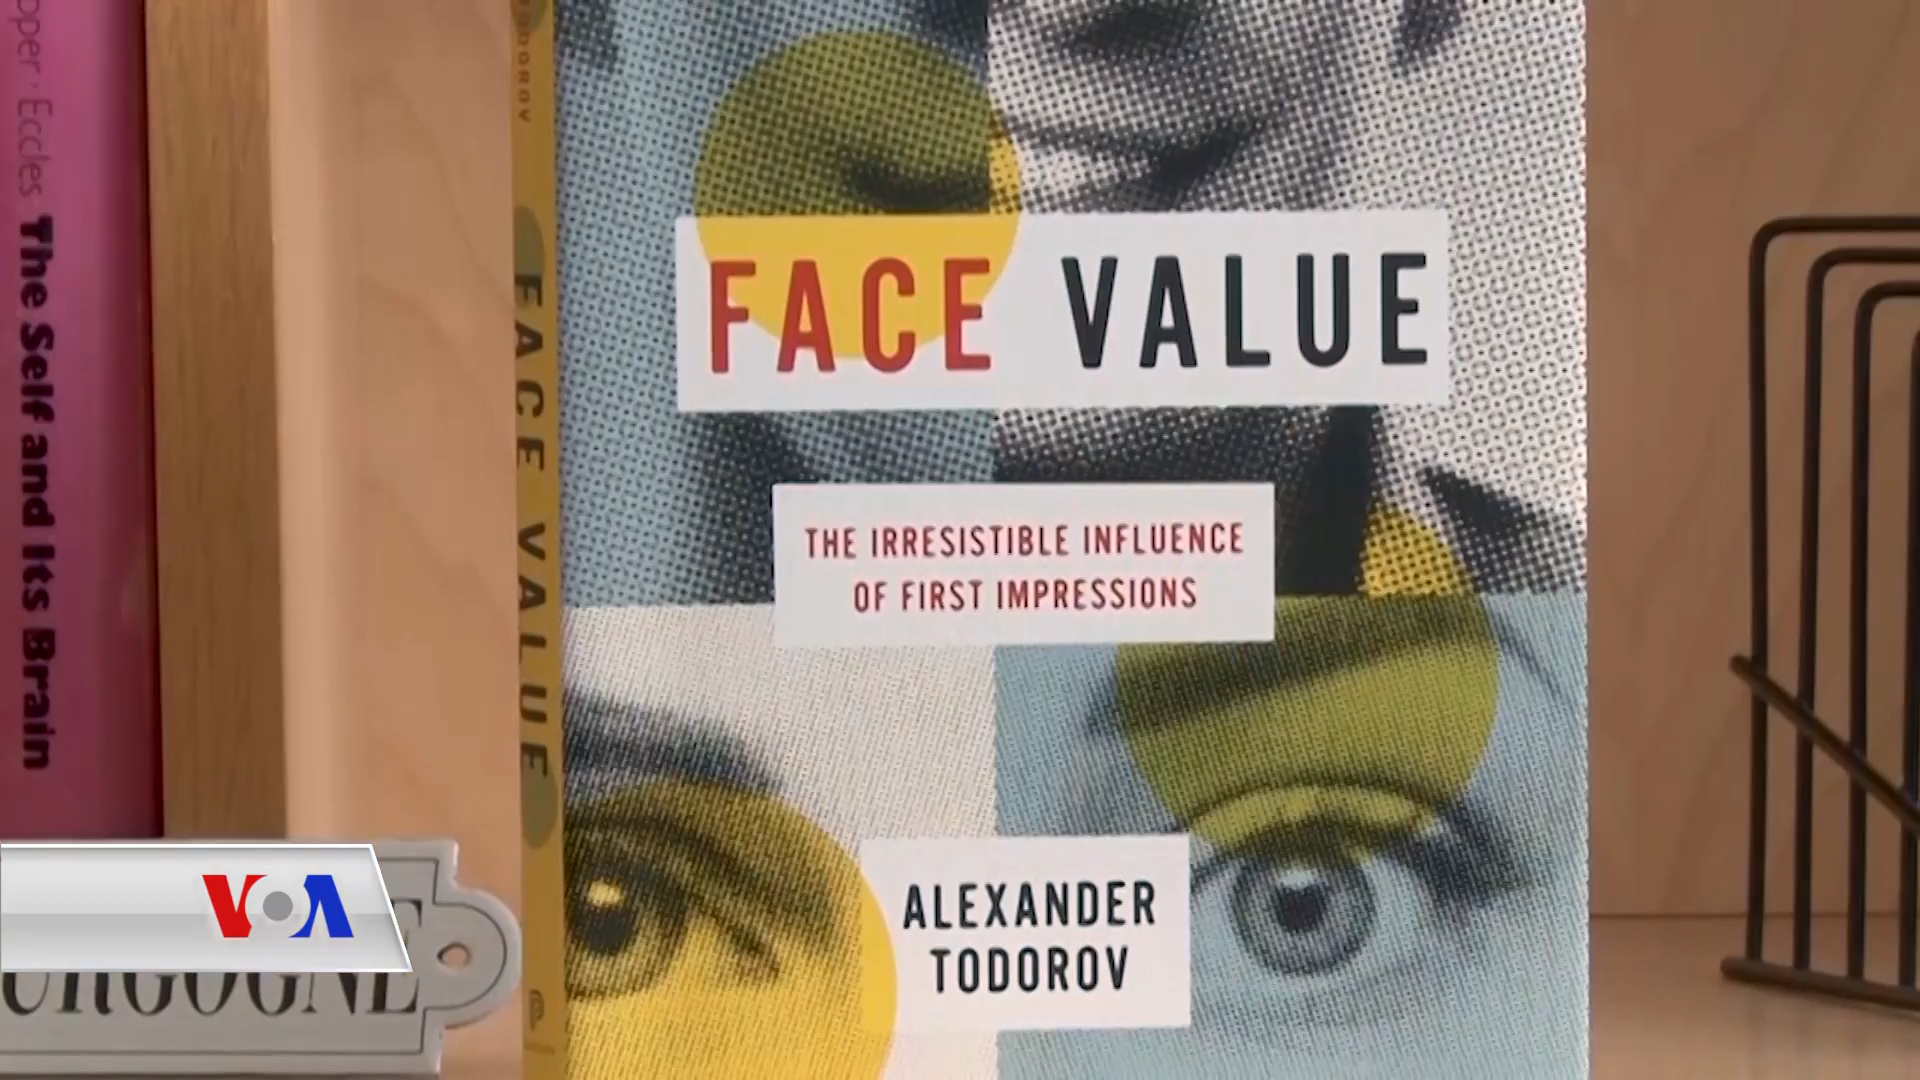 opper · Eccles The Self and Its Brain
TODOROV
FACE VALUE
FACE VALUE
THE IRRESISTIBLE INFLUENCE
OF FIRST IMPRESSIONS
ALEXANDER
TODOROV
VOA
URGOGNE